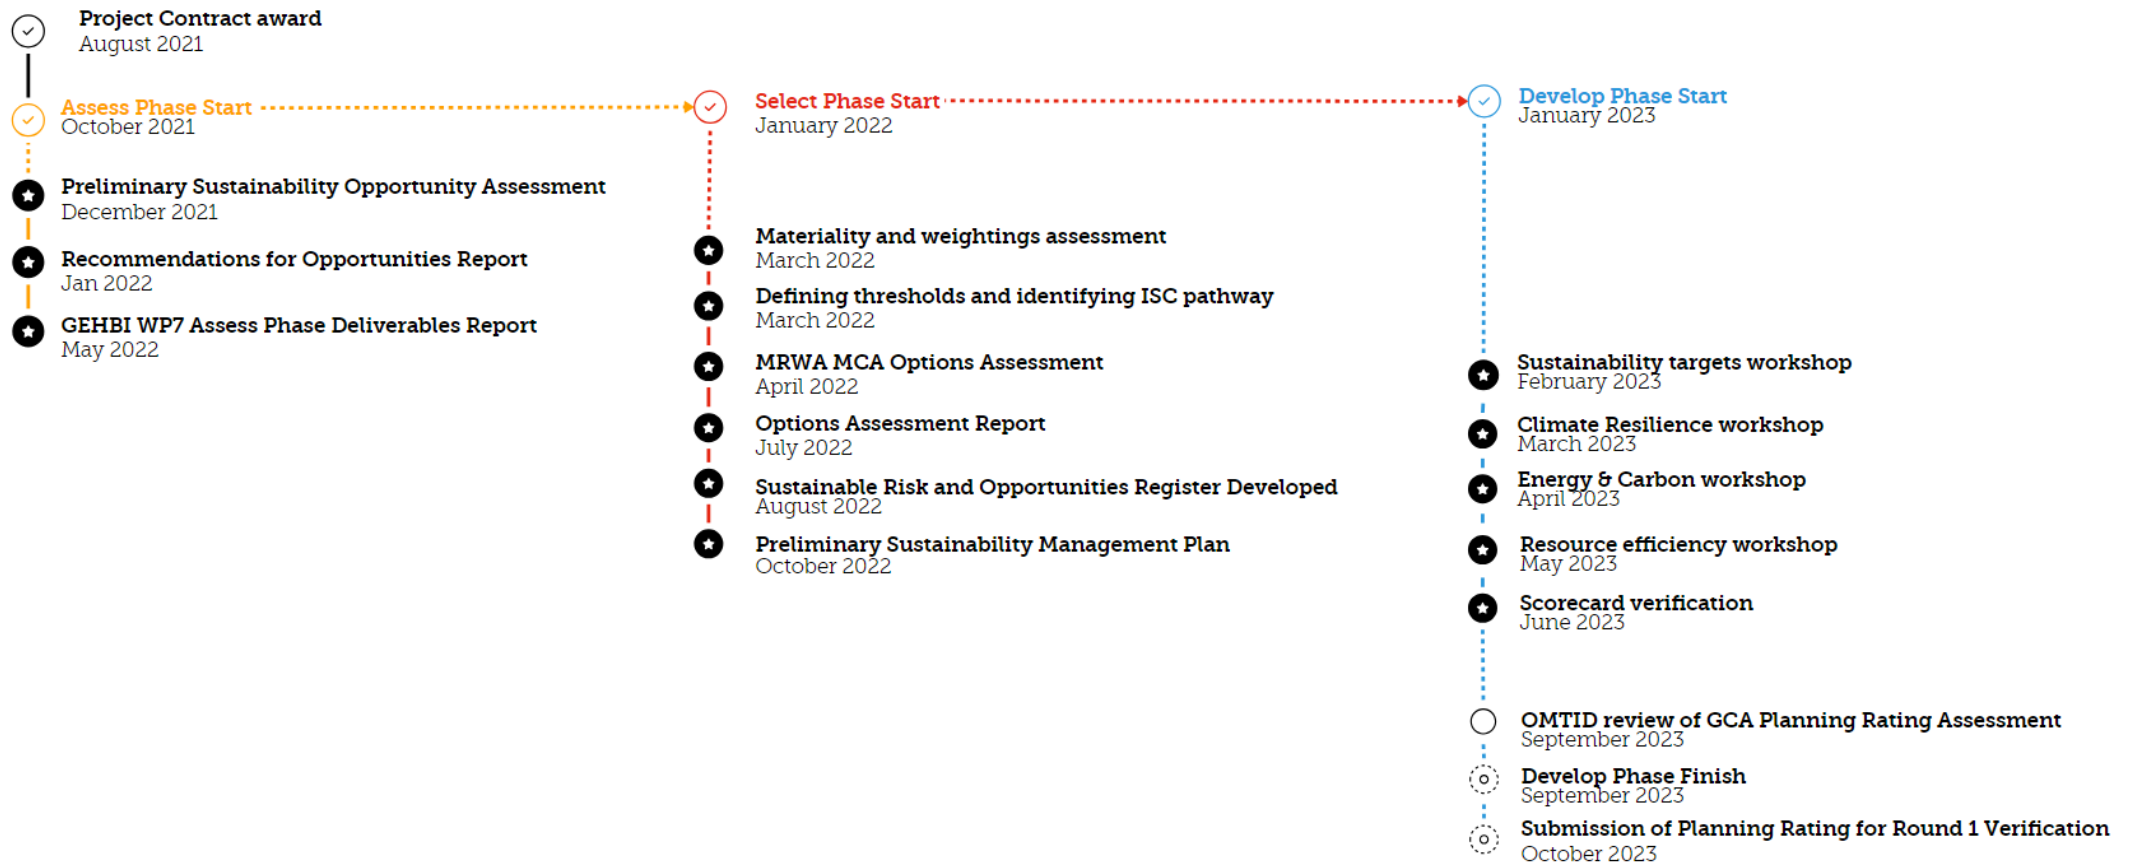 Project Contract award
August 2021
Assess Phase Start
October 2021
Preliminary Sustainability Opportunity Assessment
December 2021
Recommendations for Opportunities Report
Jan 2022
GEHBI WP7 Assess Phase Deliverables Report
May 2022
Select Phase Start
January 2022
Materiality and weightings assessment
March 2022
Defining thresholds and identifying ISC pathway
March 2022
MRWA MCA Options Assessment
April 2022
Options Assessment Report
July 2022
Sustainable Risk and Opportunities Register Developed
August 2022
Preliminary Sustainability Management Plan
October 2022
Develop Phase Start
January 2023
Sustainability targets workshop
February 2023
Climate Resilience workshop
March 2023
Energy & Carbon workshop
April 2023
Resource efficiency workshop
May 2023
Scorecard verification
June 2023
OMTID review of GCA Planning Rating Assessment
September 2023
Develop Phase Finish
September 2023
Submission of Planning Rating for Round 1 Verification
October 2023